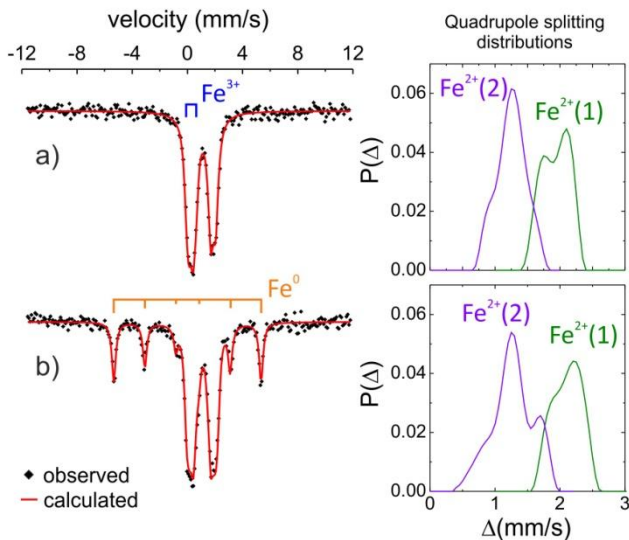 velocity (mm/s)
-12 -8 -4 0 4 8 12
Fe³⁺
a)
Fe⁰
b)
observed
calculated
Quadrupole splitting
distributions
Fe²⁺(2)
Fe²⁺(1)
P(Δ)
0.06
0.04
0.02
0.00
Fe²⁺(2)
Fe²⁺(1)
P(Δ)
0.06
0.04
0.02
0.00
0 1 2 3
Δ(mm/s)